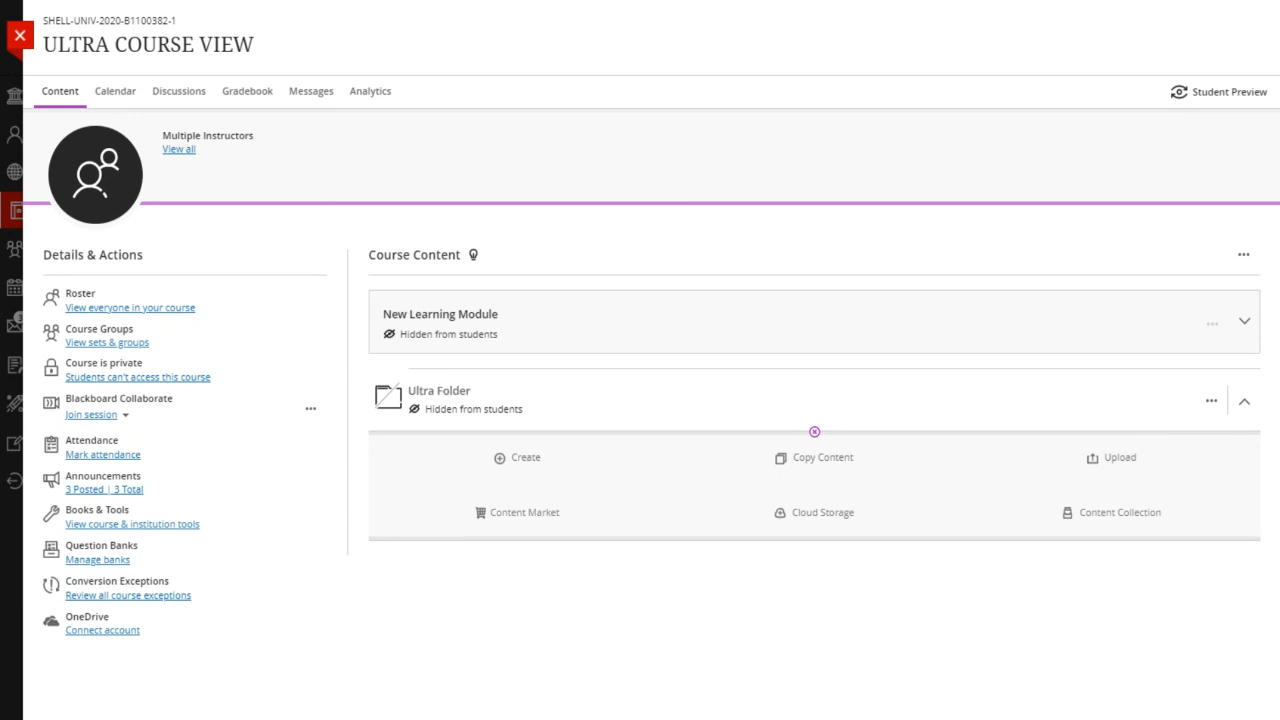 SHELL-UNIV-2020-B1100382-1
ULTRA COURSE VIEW
Content Calendar Discussions Gradebook Messages Analytics
Student Preview
Multiple Instructors
View all
Details & Actions
Roster
View everyone in your course
Course Groups
View sets & groups
Course is private
Students can't access this course
Blackboard Collaborate
Join session
Attendance
Mark attendance
Announcements
3 Posted | 3 Total
Books & Tools
View course & institution tools
Question Banks
Manage banks
Conversion Exceptions
Review all course exceptions
OneDrive
Connect account
Course Content
New Learning Module
Hidden from students
Ultra Folder
Hidden from students
Create Copy Content Upload
Content Market Cloud Storage Content Collection